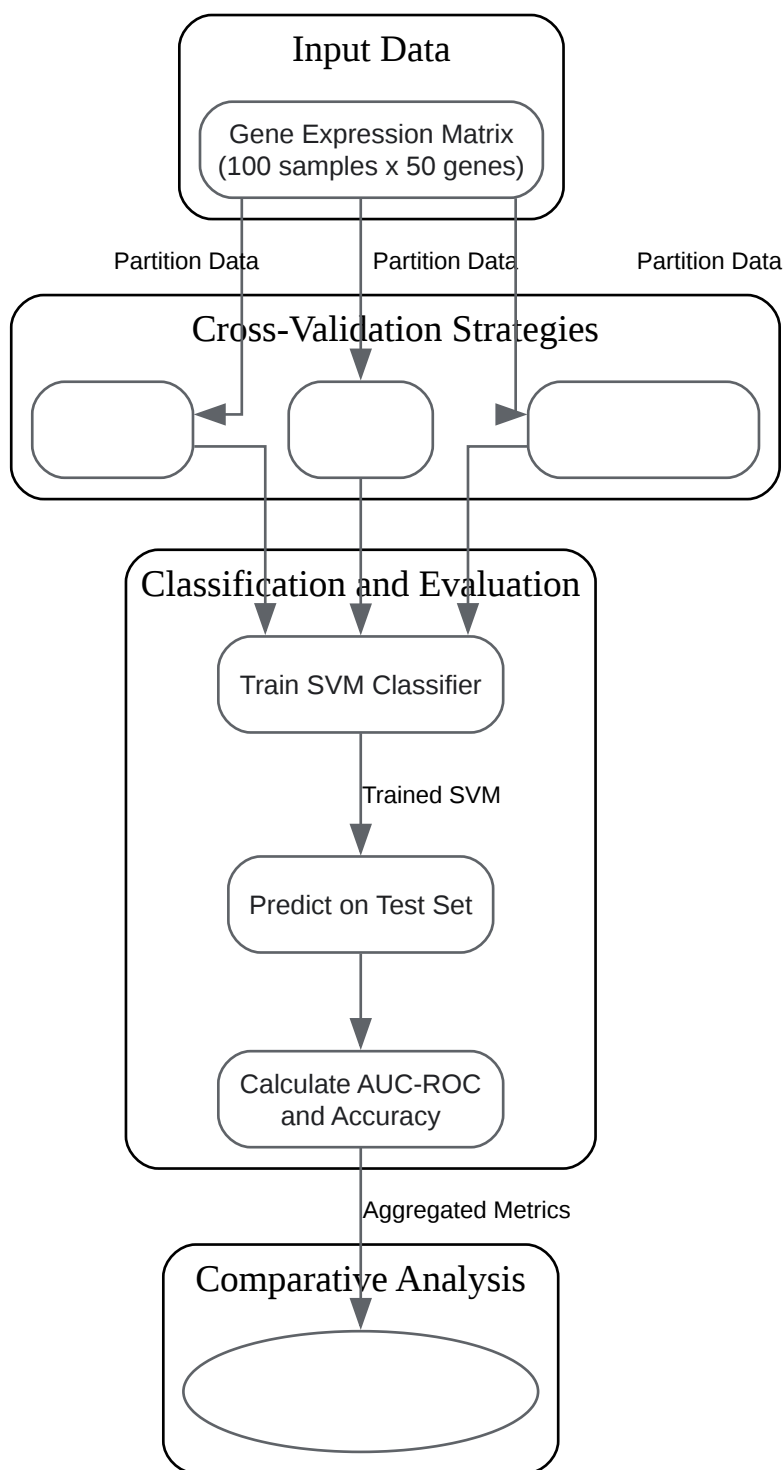 Input Data
Gene Expression Matrix
(100 samples x 50 genes)
Partition Data
Partition Data
Partition Data
Cross-Validation Strategies
Classification and Evaluation
Train SVM Classifier
Trained SVM
Predict on Test Set
Calculate AUC-ROC
and Accuracy
Aggregated Metrics
Comparative Analysis